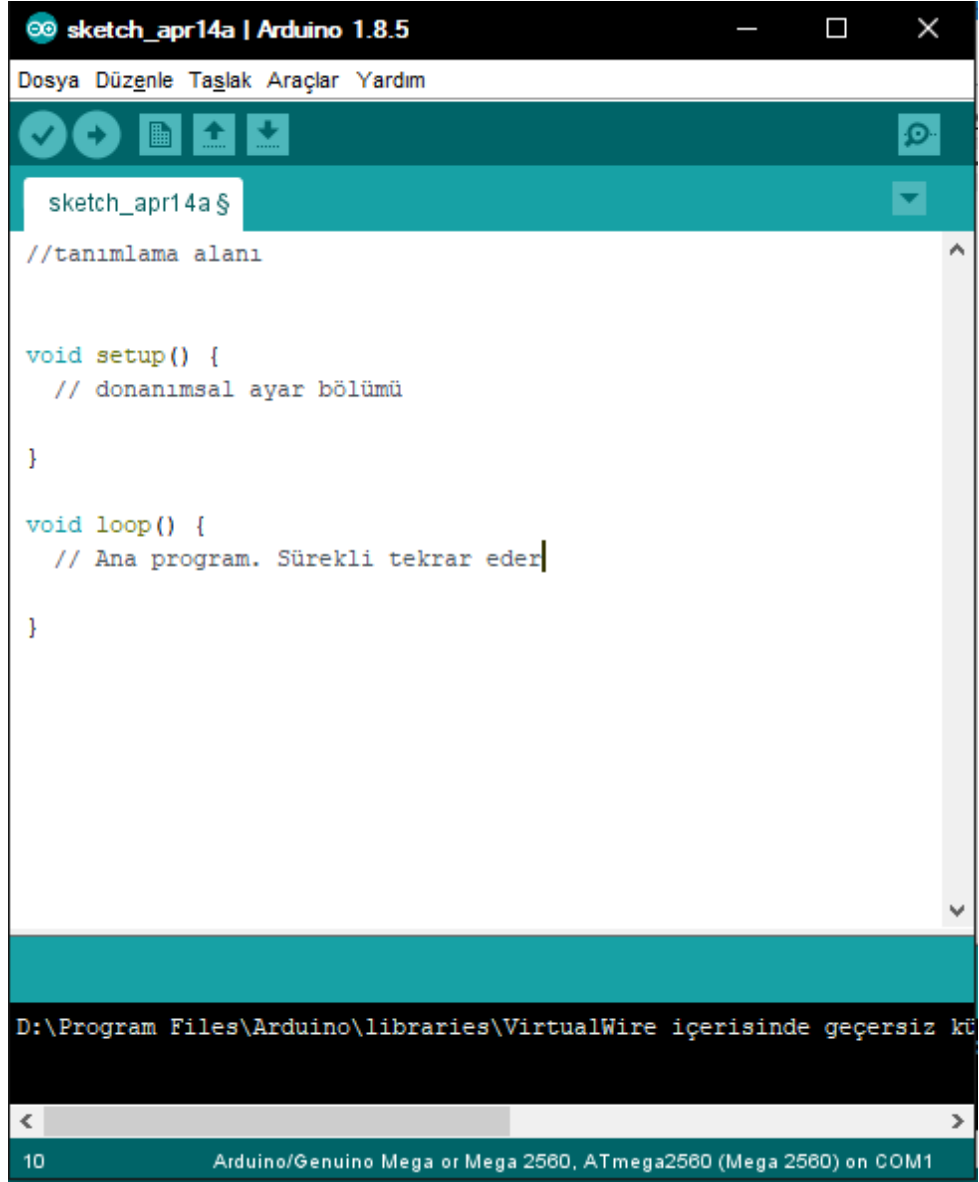 sketch_apr14a | Arduino 1.8.5
Dosya Düzenle Taslak Araçlar Yardım
sketch_apr14a §
//tanımlama alanı
void setup() {
// donanımsal ayar bölümü
}
void loop() {
// Ana program. Sürekli tekrar eder
}
D:\Program Files\Arduino\libraries\VirtualWire içerisinde geçersiz kü
10 Arduino/Genuino Mega or Mega 2560, ATmega2560 (Mega 2560) on COM1